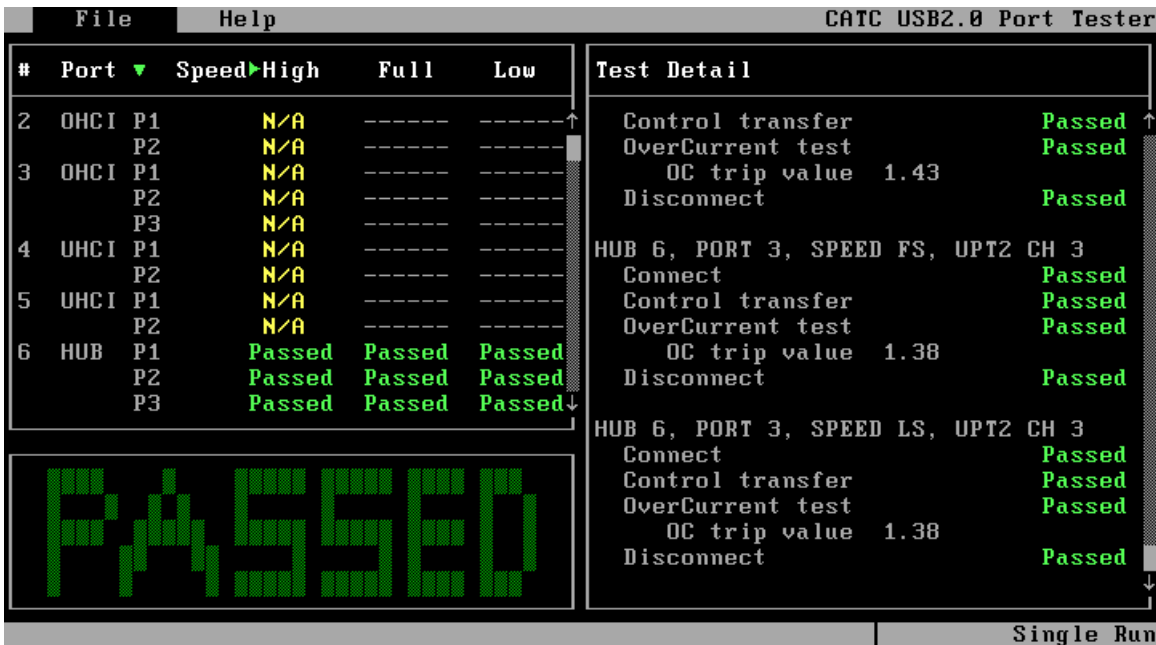 File Help CATC USB2.0 Port Tester
# Port ▼ Speed►High Full Low
2 OHCI P1 N/A ------ ------
P2 N/A ------ ------
3 OHCI P1 N/A ------ ------
P2 N/A ------ ------
P3 N/A ------ ------
4 UHCI P1 N/A ------ ------
P2 N/A ------ ------
5 UHCI P1 N/A ------ ------
P2 N/A ------ ------
6 HUB P1 Passed Passed Passed
P2 Passed Passed Passed
P3 Passed Passed Passed
PASSED
Test Detail
Control transfer Passed
OverCurrent test Passed
OC trip value 1.43
Disconnect Passed
HUB 6, PORT 3, SPEED FS, UPT2 CH 3
Connect Passed
Control transfer Passed
OverCurrent test Passed
OC trip value 1.38
Disconnect Passed
HUB 6, PORT 3, SPEED LS, UPT2 CH 3
Connect Passed
Control transfer Passed
OverCurrent test Passed
OC trip value 1.38
Disconnect Passed
Single Run